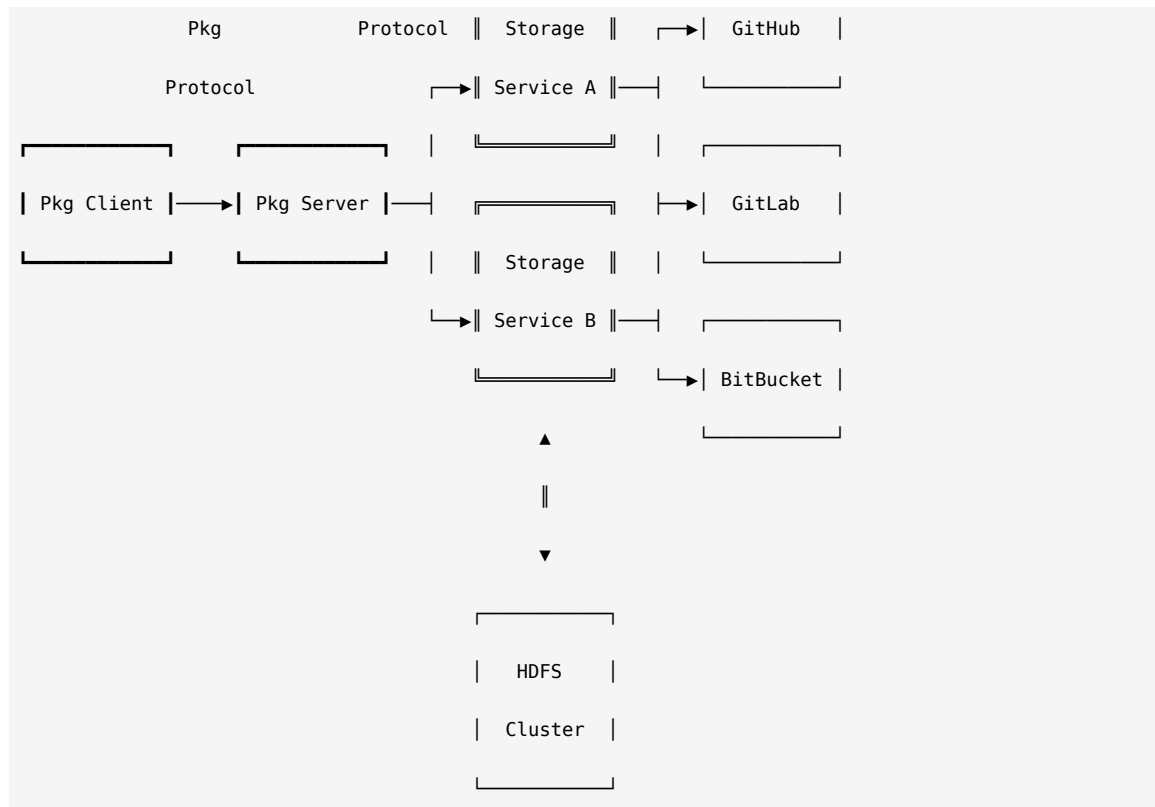 Pkg Protocol Storage GitHub
Protocol Service A
Pkg Client Pkg Server GitLab
Storage
Service B
BitBucket
HDFS
Cluster